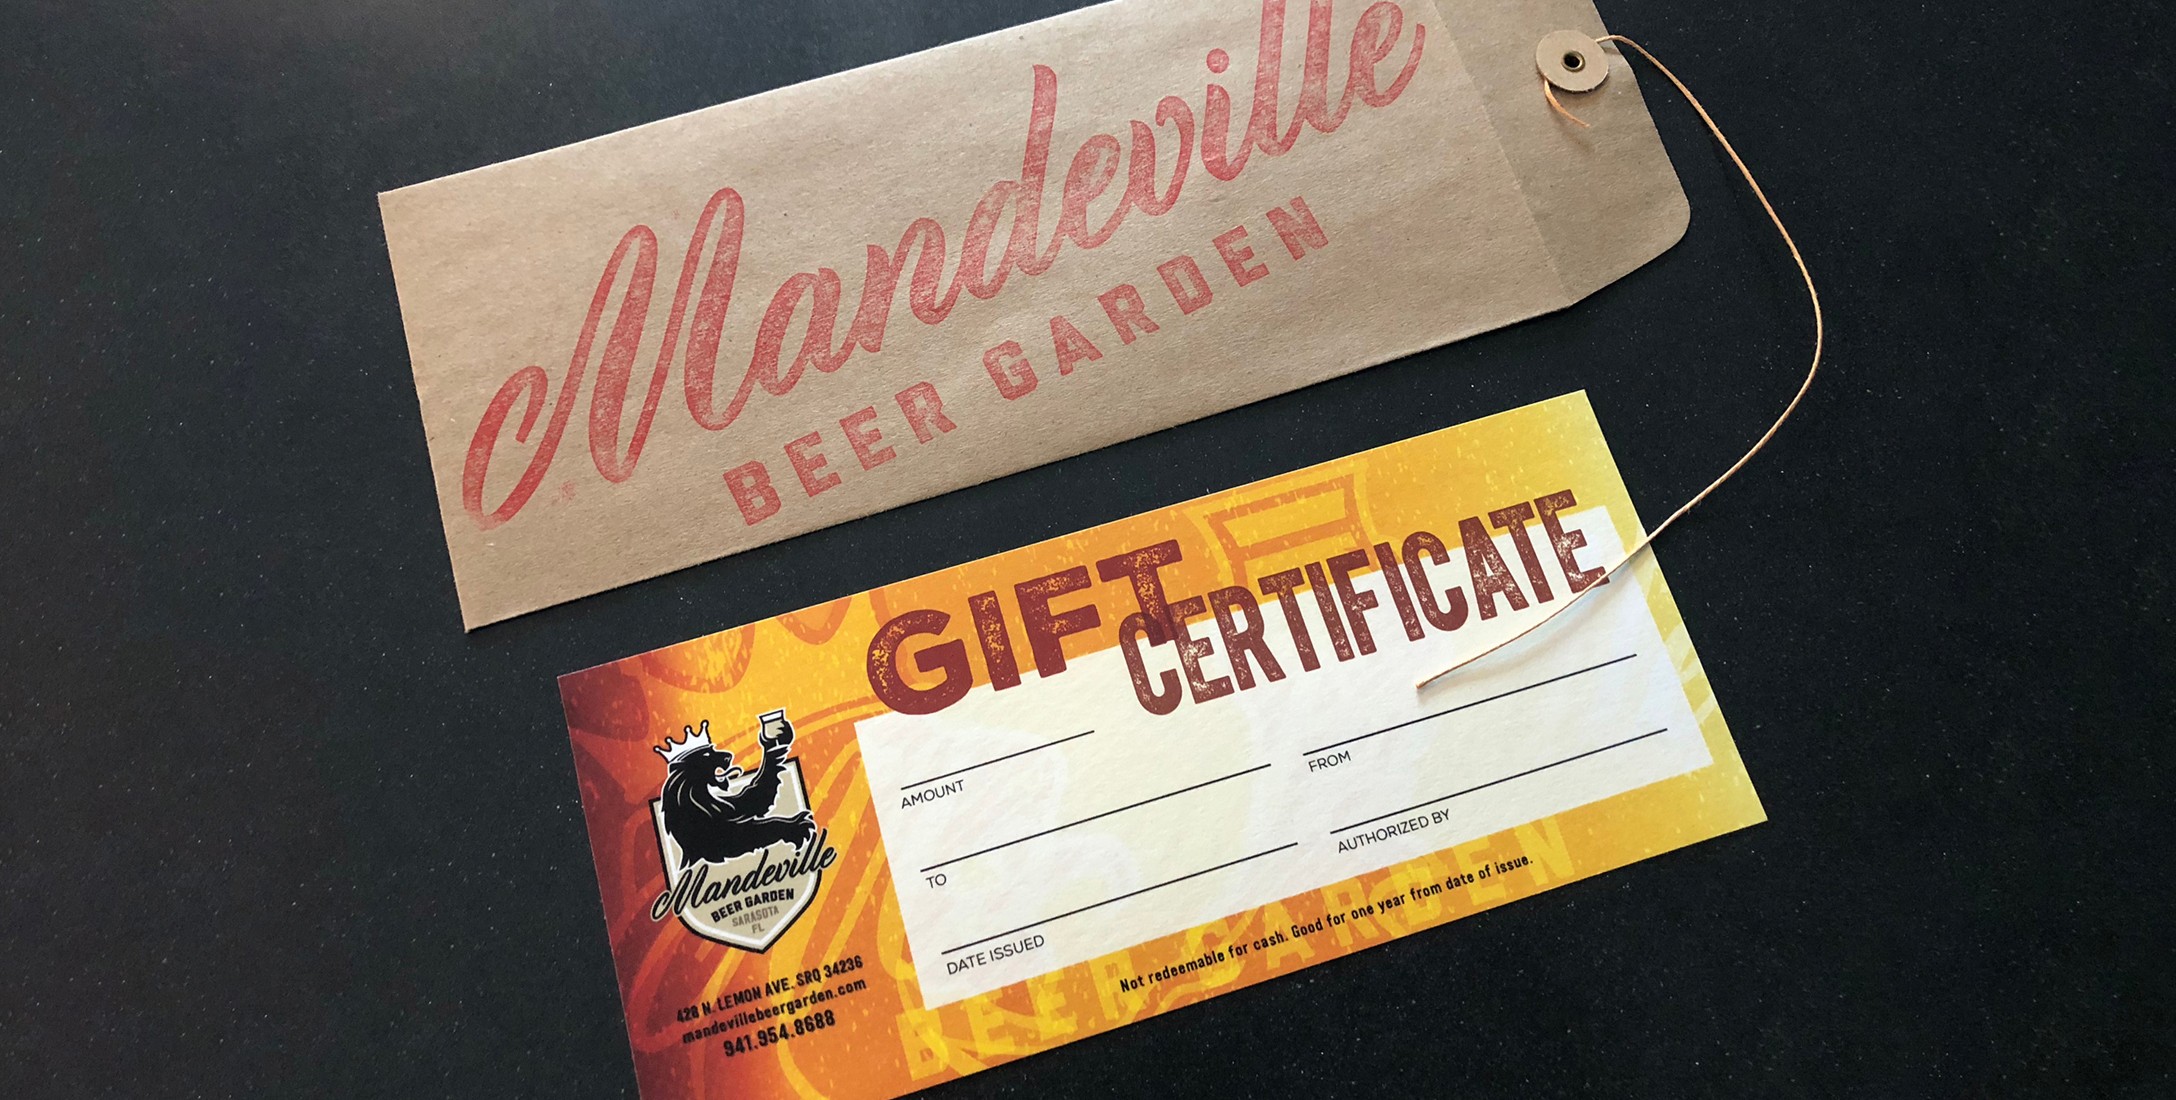 Mandeville
BEER GARDEN
GIFT
CERTIFICATE
AMOUNT
FROM
TO
AUTHORIZED BY
DATE ISSUED
Not redeemable for cash. Good for one year from date of issue.
BEER GARDEN
Mandeville
BEER GARDEN
SARASOTA
FL
428 N. LEMON AVE. SRQ 34236
mandevillebeergarden.com
941.954.8688